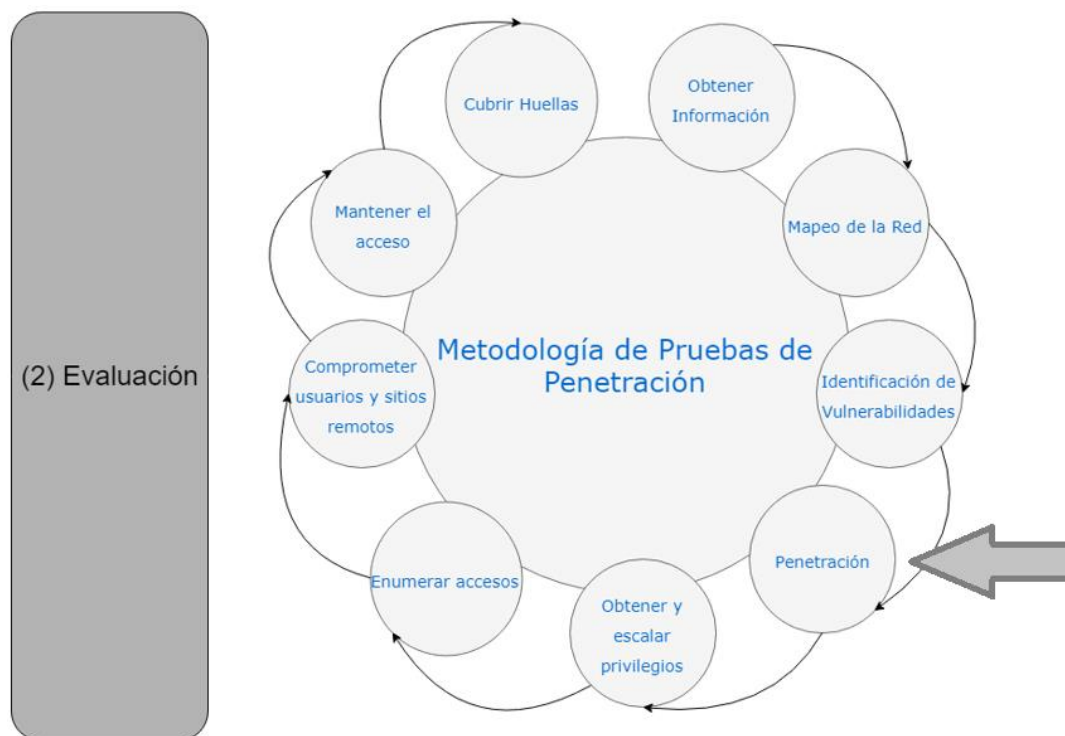 (2) Evaluación
Metodología de Pruebas de
Penetración
Obtener
Información
Mapeo de la Red
Identificación de
Vulnerabilidades
Penetración
Obtener y
escalar
privilegios
Enumerar accesos
Comprometer
usuarios y sitios
remotos
Mantener el
acceso
Cubrir Huellas